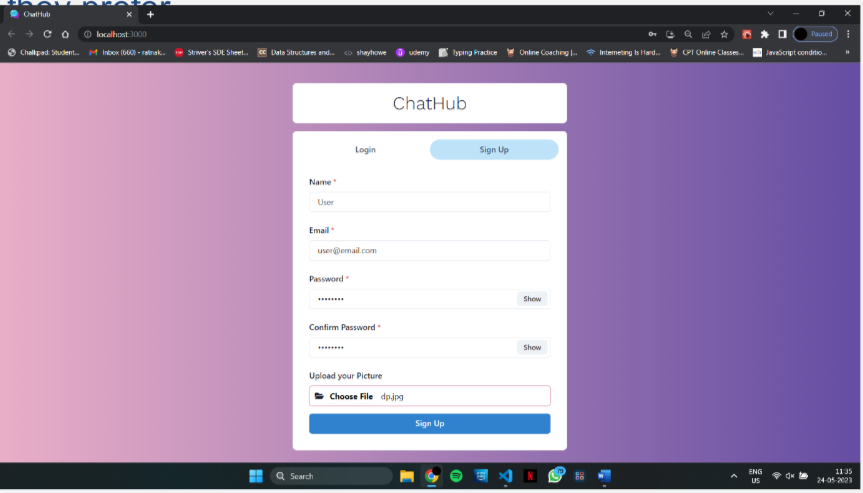 they prefer
ChatHub
localhost:3000
Paused
Chalkpad: Student...
Inbox (660) - ratnak...
Striver's SDE Sheet...
Data Structures and...
shayhowe
udemy
Typing Practice
Online Coaching |...
Interneting Is Hard...
CPT Online Classes...
JavaScript conditio...
»
ChatHub
Login Sign Up
Name *
User
Email *
user@email.com
Password *
•••••••• Show
Confirm Password *
•••••••• Show
Upload your Picture
Choose File dp.jpg
Sign Up
Search
ENG
US
11:35
24-05-2023